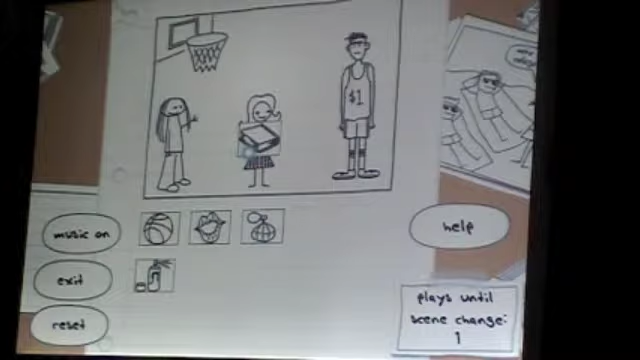 $1
music on
help
exit
plays until
scene change:
1
reset